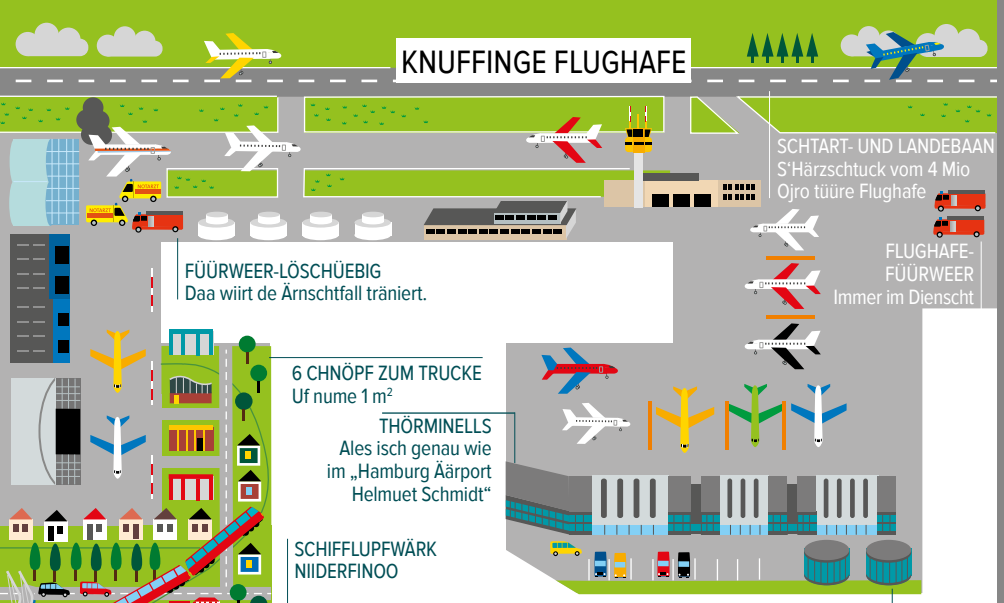 KNUFFINGE FLUGHAFE
SCHTART- UND LANDEBAAN
S'Härzschtuck vom 4 Mio
Ojro tüüre Flughafe
NOTARZT
NOTARZT
FLUGHAFE-
FÜÜRWEER
Immer im Dienscht
FÜÜRWEER-LÖSCHÜEBIG
Daa wiirt de Ärnschtfall träniert.
6 CHNÖPF ZUM TRUCKE
Uf nume 1 m²
THÖRMINELLS
Ales isch genau wie
im „Hamburg Äärport
Helmuet Schmidt“
SCHIFFLUPFWÄRK
NIIDERFINOO